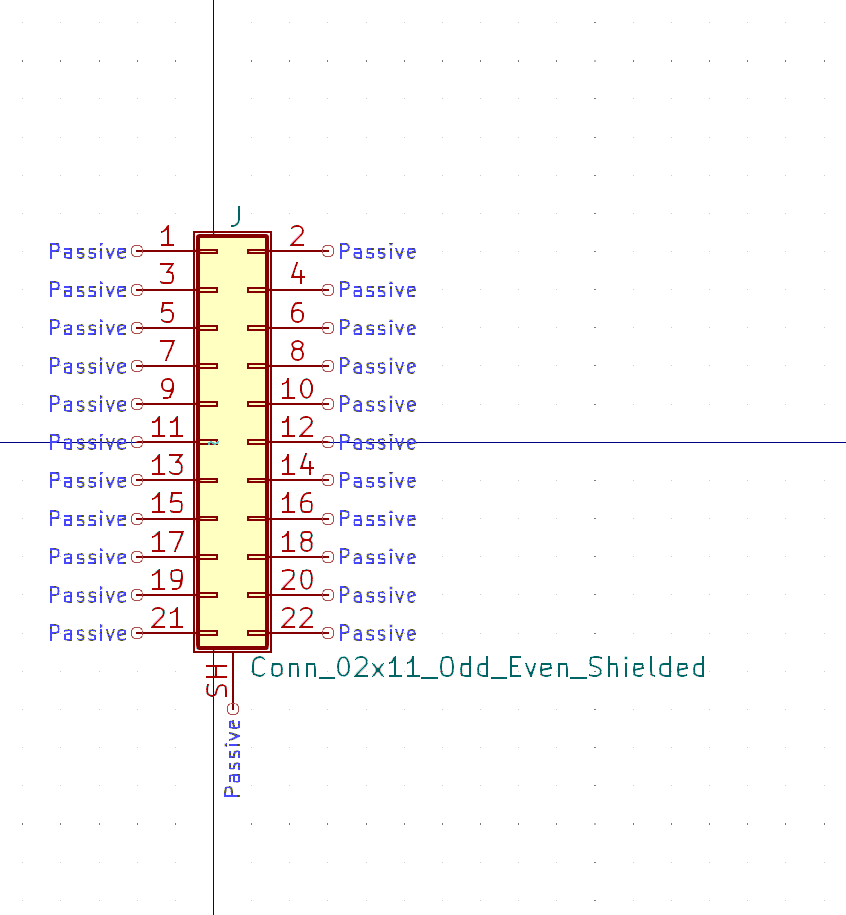 J
Passive 1 2 Passive
Passive 3 4 Passive
Passive 5 6 Passive
Passive 7 8 Passive
Passive 9 10 Passive
Passive 11 12 Passive
Passive 13 14 Passive
Passive 15 16 Passive
Passive 17 18 Passive
Passive 19 20 Passive
Passive 21 22 Passive
Conn_02x11_Odd_Even_Shielded
SH
Passive